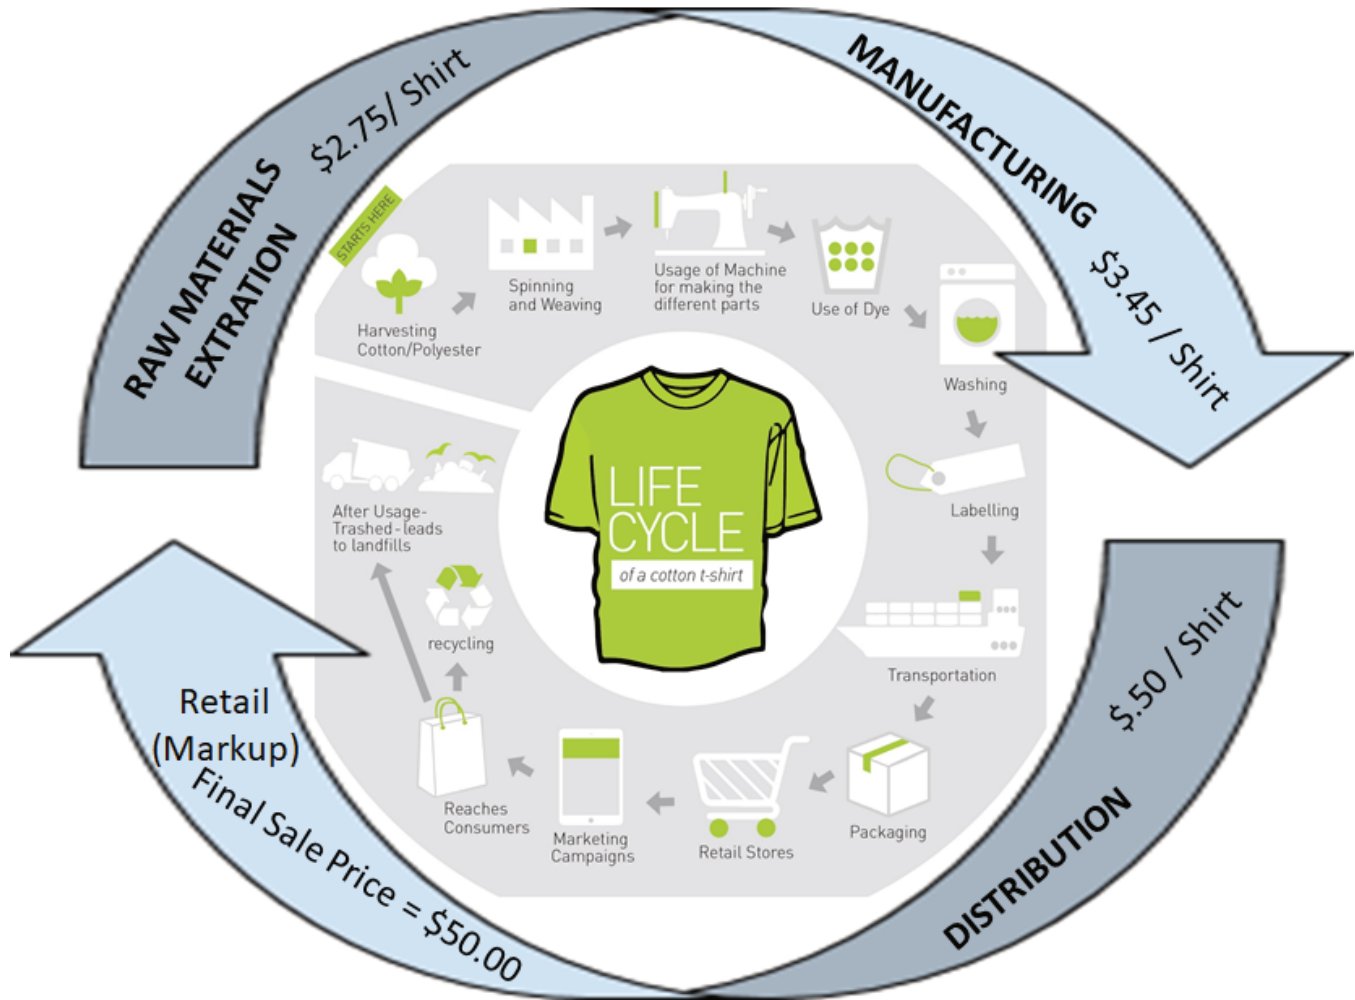 RAW MATERIALS
EXTRATION
$2.75/ Shirt
MANUFACTURING
$3.45 / Shirt
STARTS HERE
Harvesting
Cotton/Polyester
Spinning
and Weaving
Usage of Machine
for making the
different parts
Use of Dye
Washing
Labelling
Transportation
Packaging
Retail Stores
Marketing
Campaigns
Reaches
Consumers
recycling
After Usage-
Trashed-leads
to landfills
LIFE
CYCLE
of a cotton t-shirt
$.50 / Shirt
DISTRIBUTION
Retail
(Markup)
Final Sale Price = $50.00